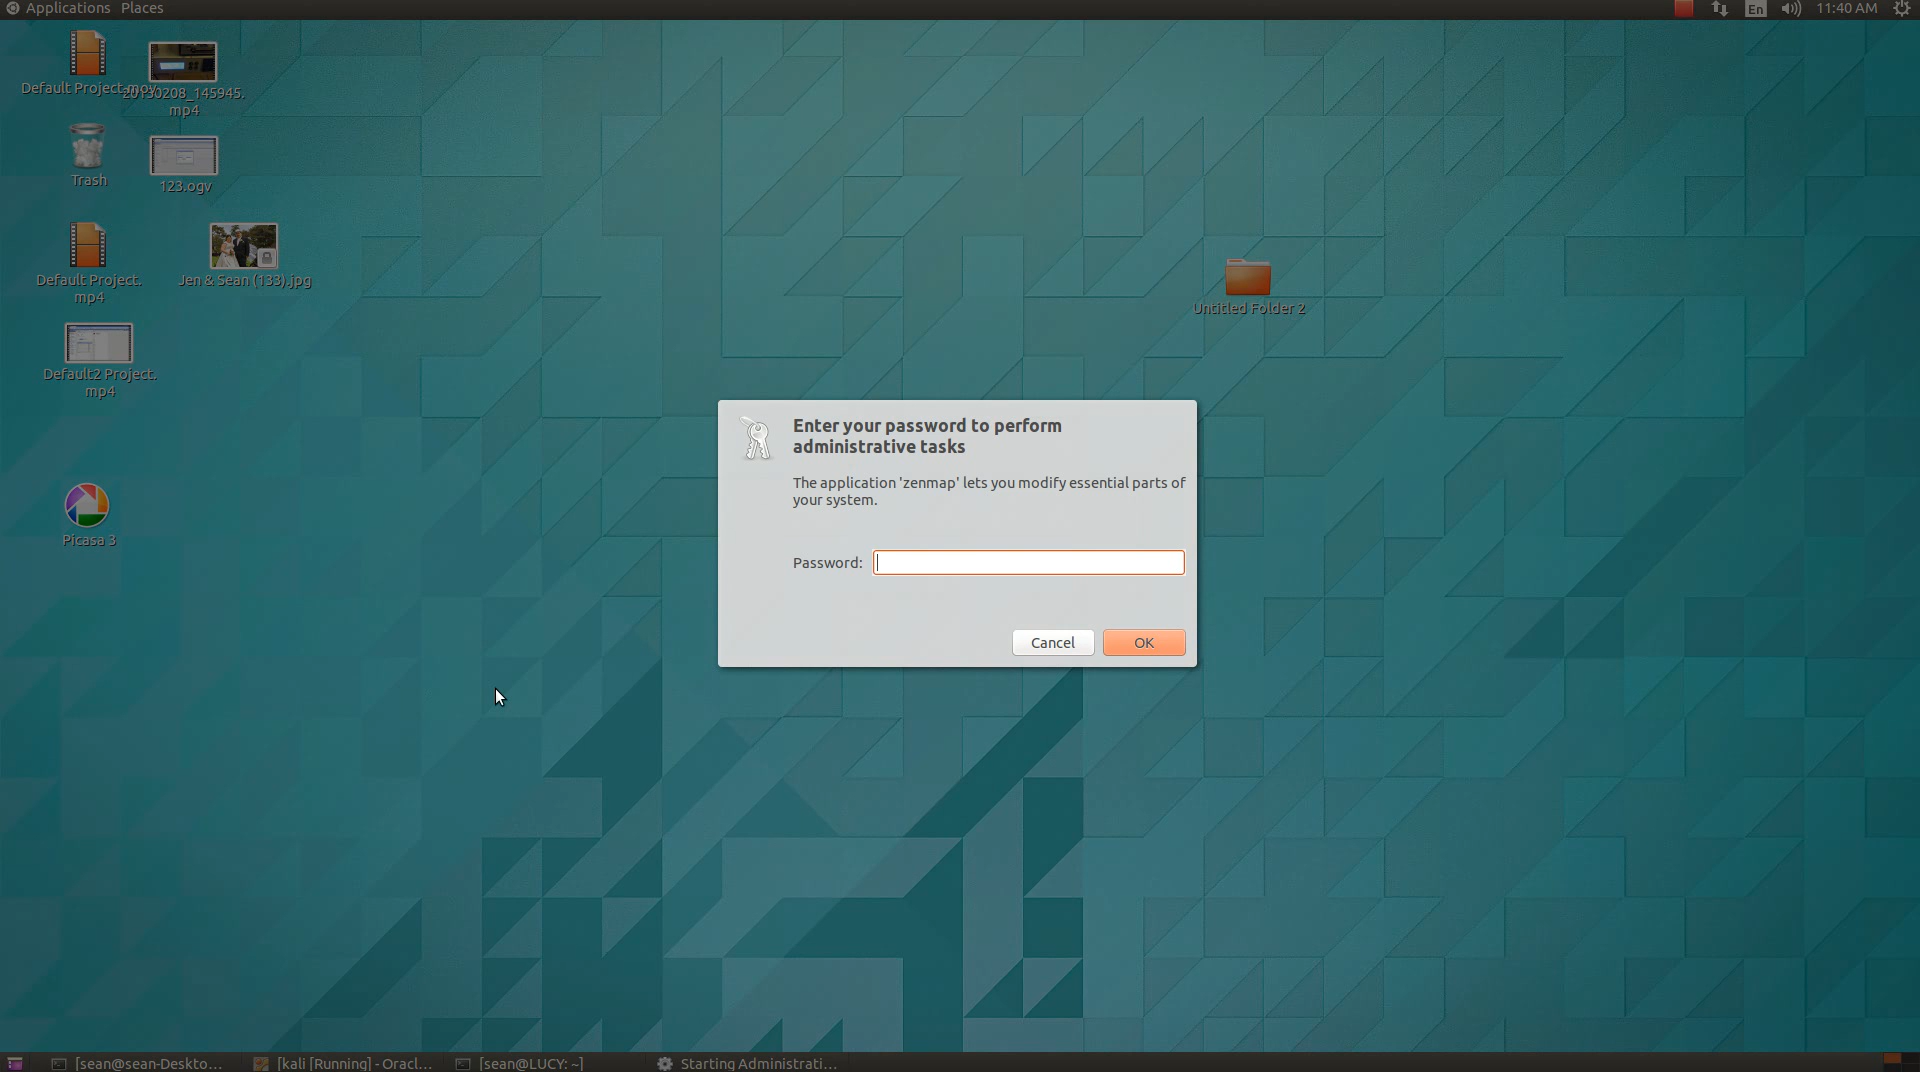 Applications Places
En 11:40 AM
Default Project.mov
20130208_145945.
mp4
Trash
123.ogv
Default Project.
mp4
Jen & Sean (133).jpg
Untitled Folder 2
Default2 Project.
mp4
Picasa 3
Enter your password to perform
administrative tasks
The application 'zenmap' lets you modify essential parts of
your system.
Password:
Cancel OK
[sean@sean-Deskto... [kali [Running] - Oracl... [sean@LUCY: ~] Starting Administrati...